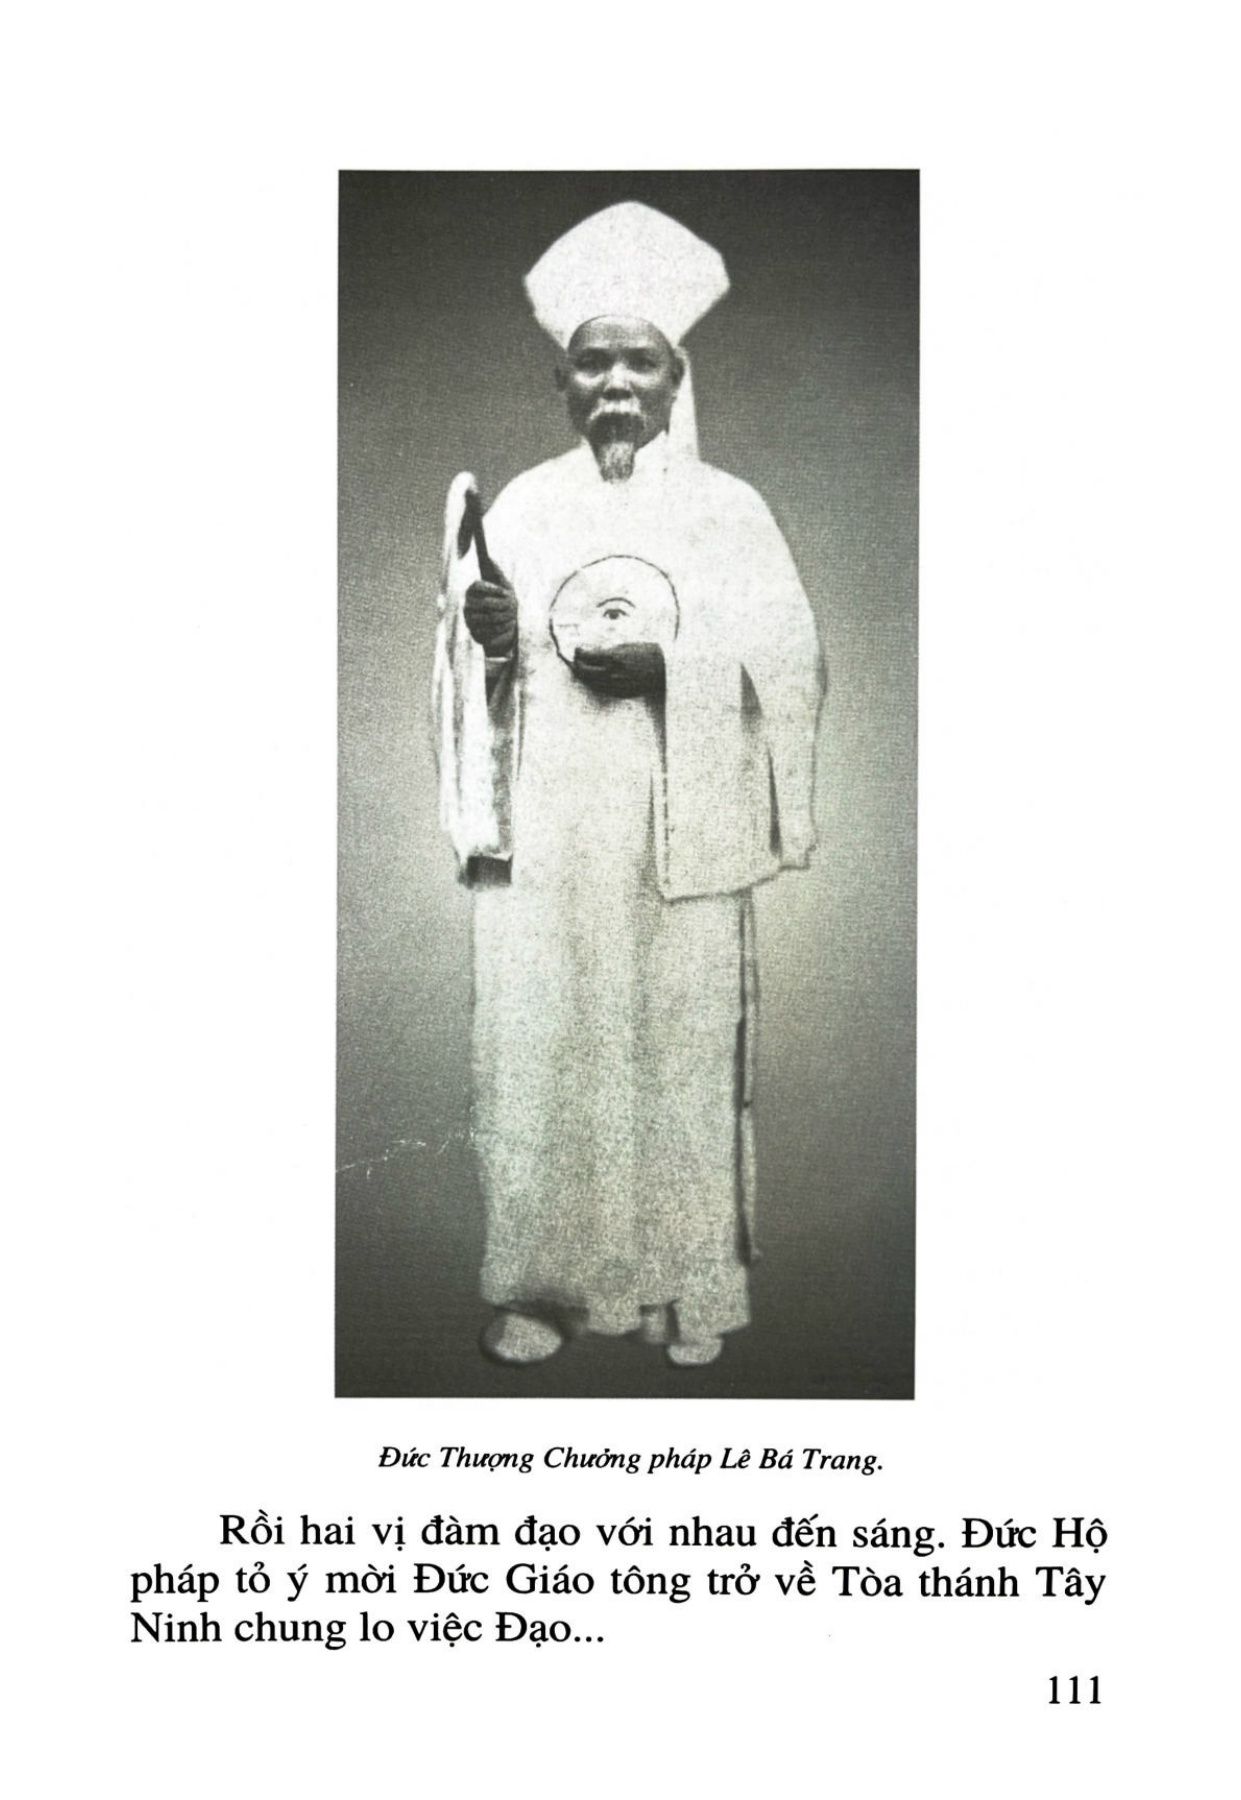 Đức Thượng Chưởng pháp Lê Bá Trang.
Rồi hai vị đàm đạo với nhau đến sáng. Đức Hộ
pháp tỏ ý mời Đức Giáo tông trở về Tòa thánh Tây
Ninh chung lo việc Đạo...
111